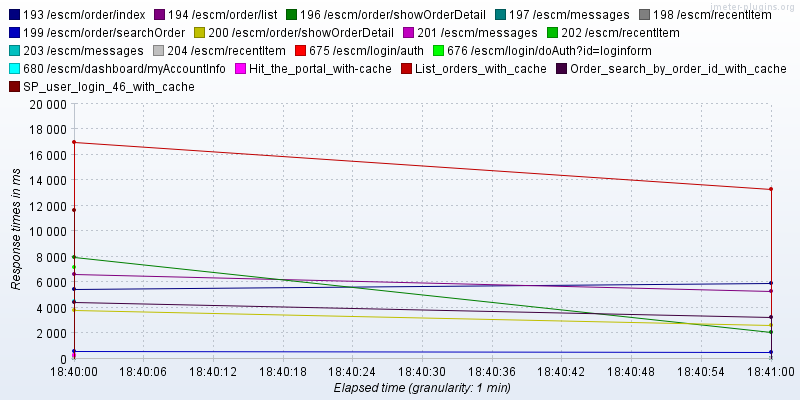 jmeter-plugins.org
193 /escm/order/index 194 /escm/order/list 196 /escm/order/showOrderDetail 197 /escm/messages 198 /escm/recentItem
199 /escm/order/searchOrder 200 /escm/order/showOrderDetail 201 /escm/messages 202 /escm/recentItem
203 /escm/messages 204 /escm/recentItem 675 /escm/login/auth 676 /escm/login/doAuth?id=loginform
680 /escm/dashboard/myAccountInfo Hit_the_portal_with-cache List_orders_with_cache Order_search_by_order_id_with_cache
SP_user_login_46_with_cache
20 000
18 000
16 000
14 000
12 000
10 000
8 000
6 000
4 000
2 000
0
Response times in ms
18:40:00 18:40:06 18:40:12 18:40:18 18:40:24 18:40:30 18:40:36 18:40:42 18:40:48 18:40:54 18:41:00
Elapsed time (granularity: 1 min)